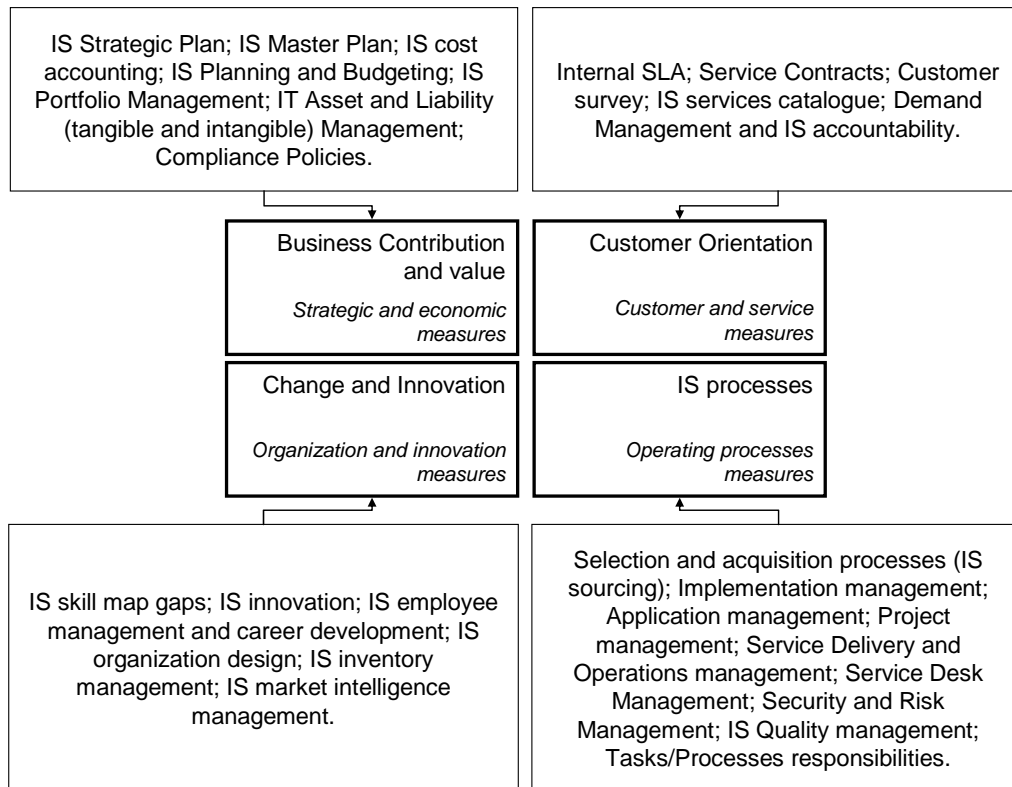 IS Strategic Plan; IS Master Plan; IS cost
accounting; IS Planning and Budgeting; IS
Portfolio Management; IT Asset and Liability
(tangible and intangible) Management;
Compliance Policies.
Internal SLA; Service Contracts; Customer
survey; IS services catalogue; Demand
Management and IS accountability.
Business Contribution
and value
Strategic and economic
measures
Customer Orientation
Customer and service
measures
Change and Innovation
Organization and innovation
measures
IS processes
Operating processes
measures
IS skill map gaps; IS innovation; IS employee
management and career development; IS
organization design; IS inventory
management; IS market intelligence
management.
Selection and acquisition processes (IS
sourcing); Implementation management;
Application management; Project
management; Service Delivery and
Operations management; Service Desk
Management; Security and Risk
Management; IS Quality management;
Tasks/Processes responsibilities.